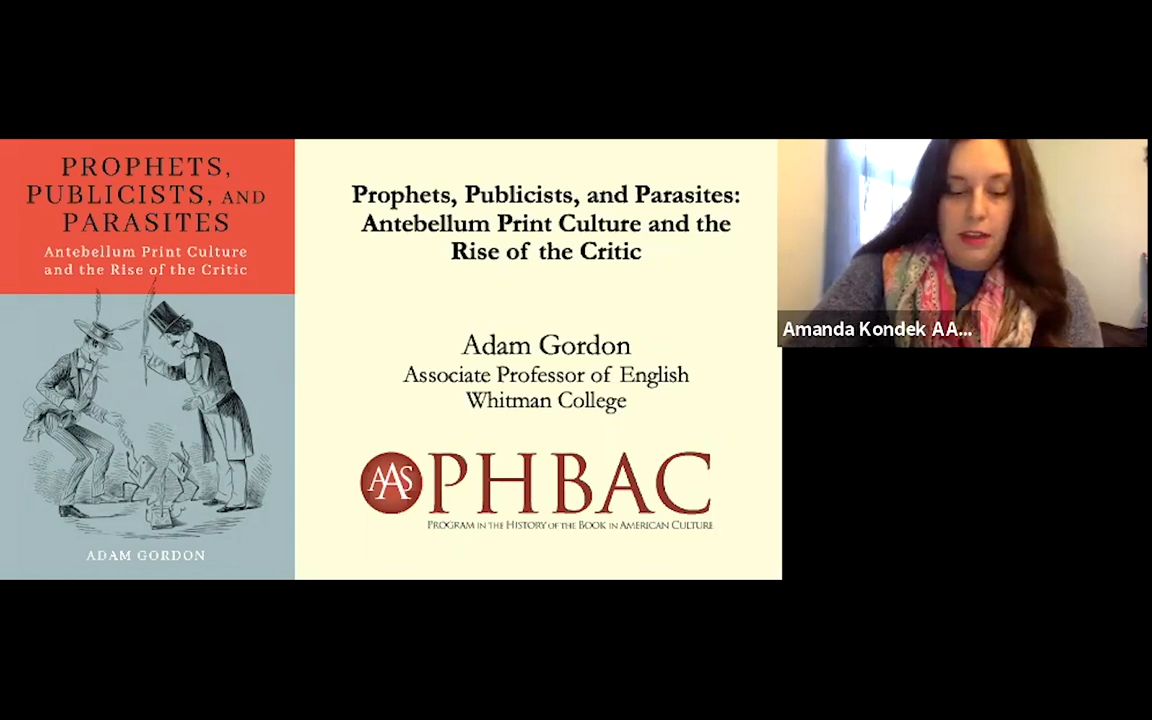 PROPHETS,
PUBLICISTS, AND
PARASITES
Antebellum Print Culture
and the Rise of the Critic
ADAM GORDON
Prophets, Publicists, and Parasites:
Antebellum Print Culture and the
Rise of the Critic
Adam Gordon
Associate Professor of English
Whitman College
AAS PHBAC
PROGRAM IN THE HISTORY OF THE BOOK IN AMERICAN CULTURE
Amanda Kondek AA...